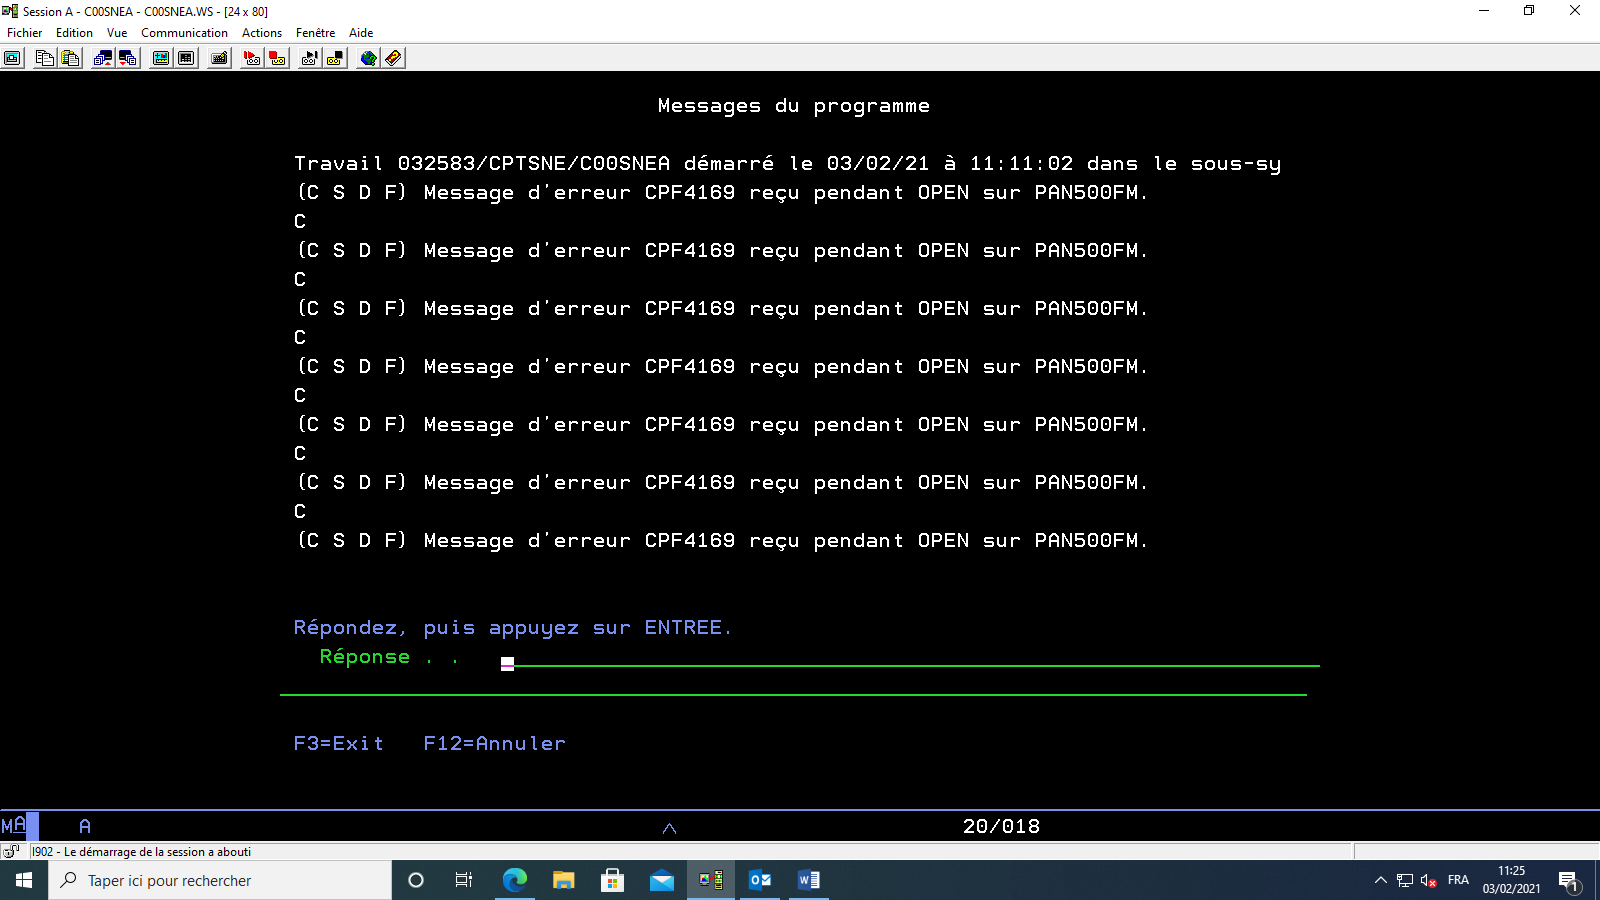 Session A - C00SNEA - C00SNEA.WS - [24 x 80]
Fichier Edition Vue Communication Actions Fenêtre Aide
Messages du programme
Travail 032583/CPTSNE/C00SNEA démarré le 03/02/21 à 11:11:02 dans le sous-sy
(C S D F) Message d'erreur CPF4169 reçu pendant OPEN sur PAN500FM.
C
(C S D F) Message d'erreur CPF4169 reçu pendant OPEN sur PAN500FM.
C
(C S D F) Message d'erreur CPF4169 reçu pendant OPEN sur PAN500FM.
C
(C S D F) Message d'erreur CPF4169 reçu pendant OPEN sur PAN500FM.
C
(C S D F) Message d'erreur CPF4169 reçu pendant OPEN sur PAN500FM.
C
(C S D F) Message d'erreur CPF4169 reçu pendant OPEN sur PAN500FM.
C
(C S D F) Message d'erreur CPF4169 reçu pendant OPEN sur PAN500FM.
Répondez, puis appuyez sur ENTREE.
Réponse . .
F3=Exit F12=Annuler
MA A 20/018
I902 - Le démarrage de la session a abouti
Taper ici pour rechercher
FRA
11:25
03/02/2021
1